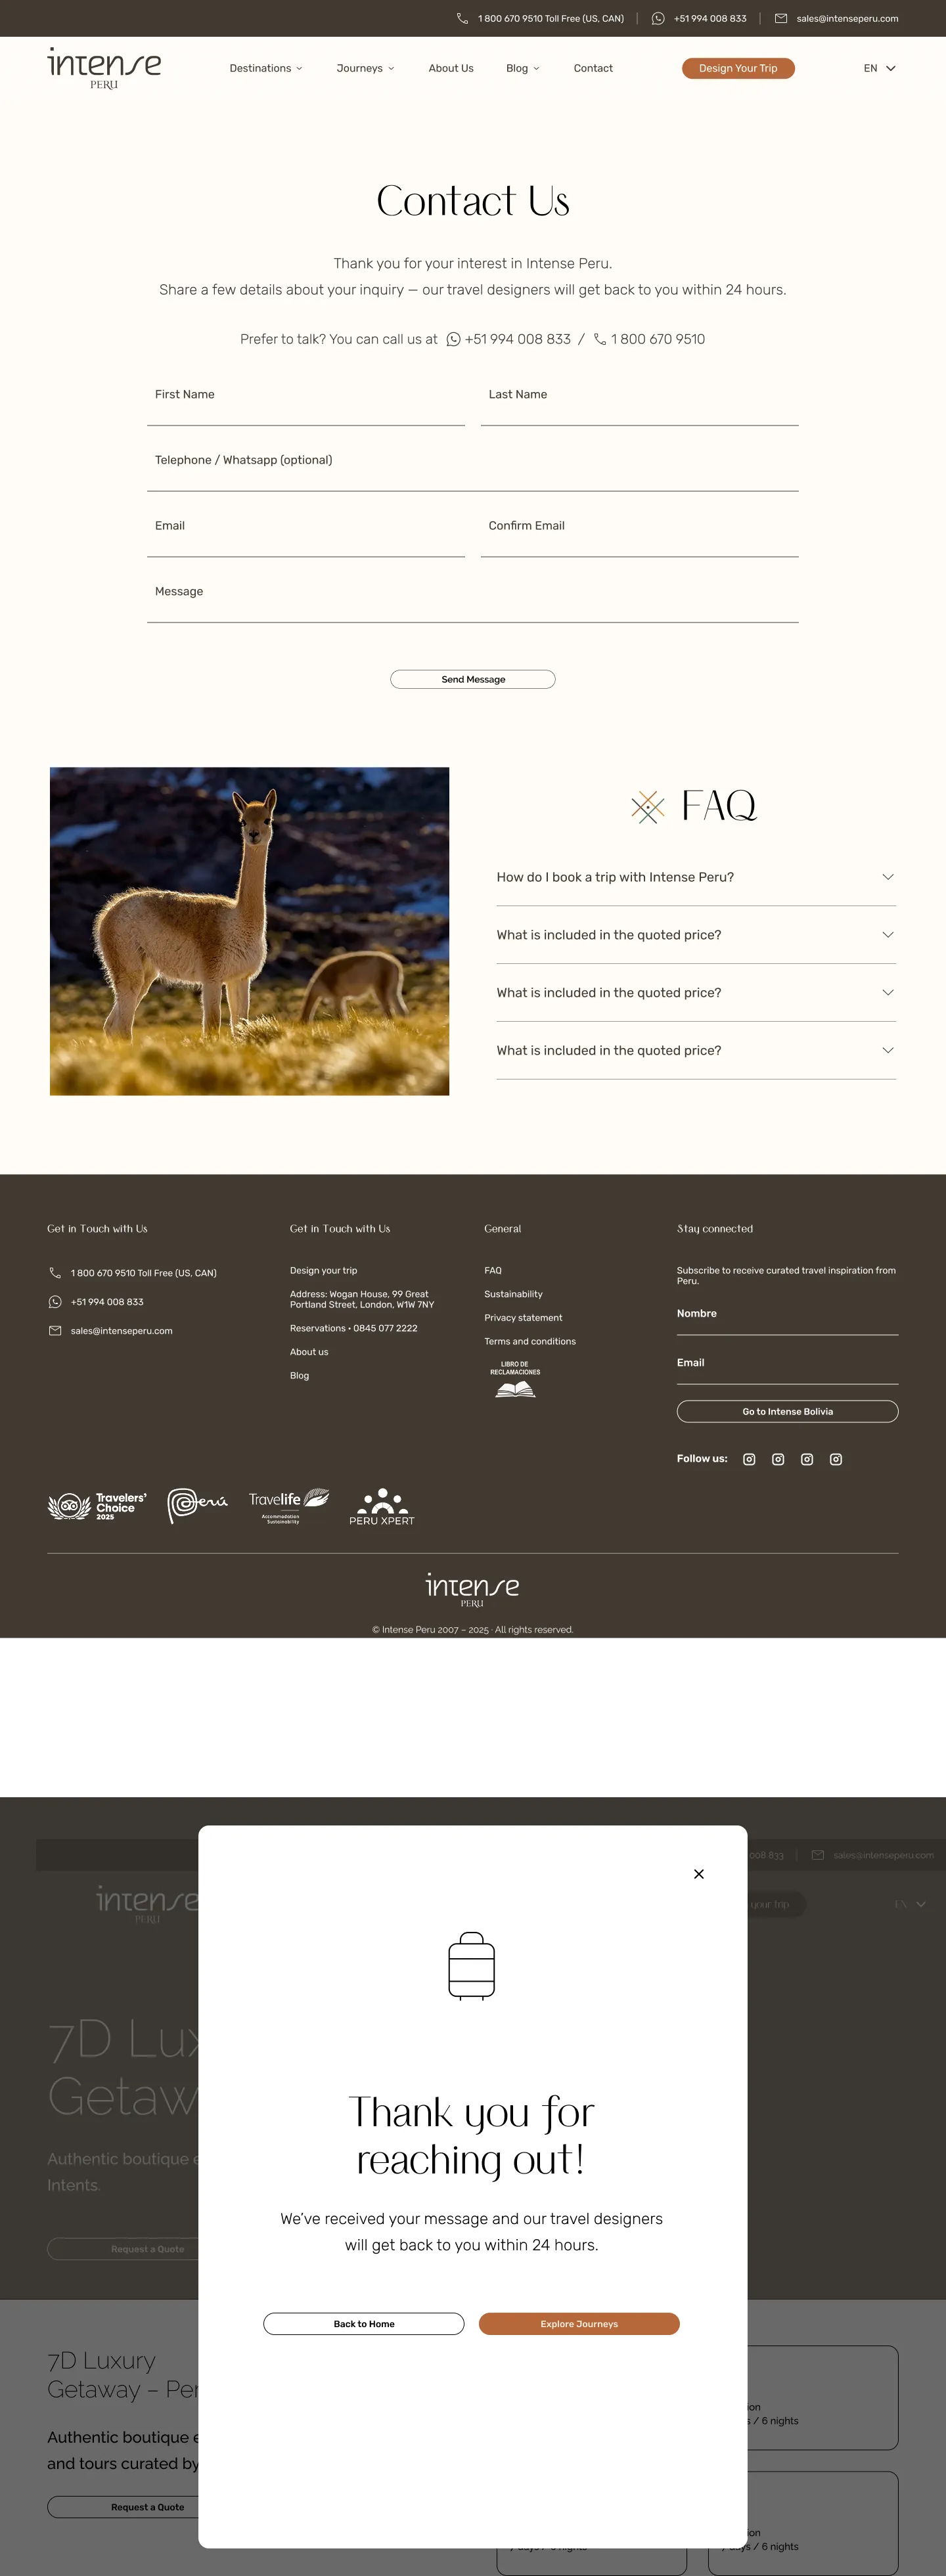 1 800 670 9510 Toll Free (US, CAN)
+51 994 008 833
sales@intenseperu.com
intense
PERU
Destinations
Journeys
About Us
Blog
Contact
Design Your Trip
EN
Contact Us
Thank you for your interest in Intense Peru.
Share a few details about your inquiry — our travel designers will get back to you within 24 hours.
Prefer to talk? You can call us at +51 994 008 833 / 1 800 670 9510
First Name
Last Name
Telephone / Whatsapp (optional)
Email
Confirm Email
Message
Send Message
FAQ
How do I book a trip with Intense Peru?
What is included in the quoted price?
What is included in the quoted price?
What is included in the quoted price?
Get in Touch with Us
1 800 670 9510 Toll Free (US, CAN)
+51 994 008 833
sales@intenseperu.com
Get in Touch with Us
Design your trip
Address: Wogan House, 99 Great
Portland Street, London, W1W 7NY
Reservations • 0845 077 2222
About us
Blog
General
FAQ
Sustainability
Privacy statement
Terms and conditions
LIBRO DE
RECLAMACIONES
Stay connected
Subscribe to receive curated travel inspiration from
Peru.
Nombre
Email
Go to Intense Bolivia
Follow us:
Travelers'
Choice
2025
Perú
Travelife
Accommodation
Sustainability
PERU XPERT
intense
PERU
© Intense Peru 2007 – 2025 · All rights reserved.
008 833
sales@intenseperu.com
intense
PERU
your trip
EN
7D Lux
Getaw
Authentic boutique e
Intents.
Request a Quote
Thank you for
reaching out!
We've received your message and our travel designers
will get back to you within 24 hours.
Back to Home
Explore Journeys
7D Luxury
Getaway – Per
Authentic boutique e
and tours curated by
Request a Quote
ion
s / 6 nights
ion
7 days / 6 nights